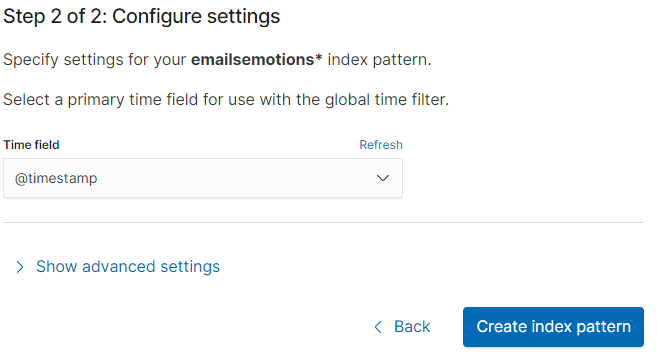 Step 2 of 2: Configure settings
Specify settings for your emailsemotions* index pattern.
Select a primary time field for use with the global time filter.
Time field
Refresh
@timestamp
Show advanced settings
Back
Create index pattern